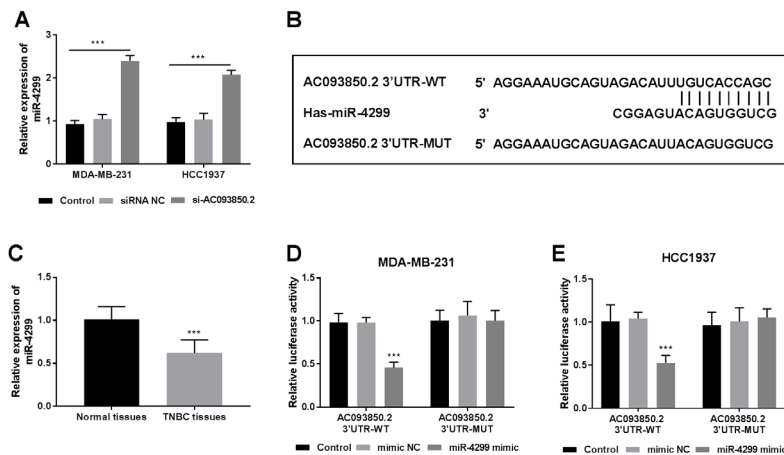 A
Relative expression of
miR-4299
3
2
1
0
***
***
MDA-MB-231
HCC1937
Control
siRNA NC
si-AC093850.2
B
AC093850.2 3'UTR-WT 5' AGGAAAUGCAGUAGACAUUUGUCACCAGC
Has-miR-4299 3' CGGAGUACAGUGGUCG
AC093850.2 3'UTR-MUT 5' AGGAAAUGCAGUAGACAUUACAGUGGUCG
C
Relative expression of
miR-4299
1.5
1.0
0.5
0.0
***
Normal tissues
TNBC tissues
D
MDA-MB-231
Relative luciferase activity
1.5
1.0
0.5
0.0
***
AC093850.2
3'UTR-WT
AC093850.2
3'UTR-MUT
Control
mimic NC
miR-4299 mimic
E
HCC1937
Relative luciferase activity
1.5
1.0
0.5
0.0
***
AC093850.2
3'UTR-WT
AC093850.2
3'UTR-MUT
Control
mimic NC
miR-4299 mimic